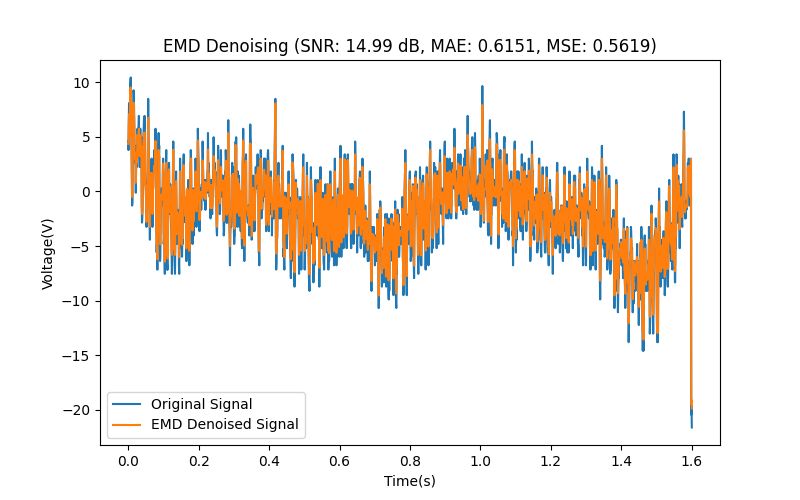 EMD Denoising (SNR: 14.99 dB, MAE: 0.6151, MSE: 0.5619)
10
5
0
−5
−10
−15
−20
Voltage(V)
Original Signal
EMD Denoised Signal
0.0 0.2 0.4 0.6 0.8 1.0 1.2 1.4 1.6
Time(s)